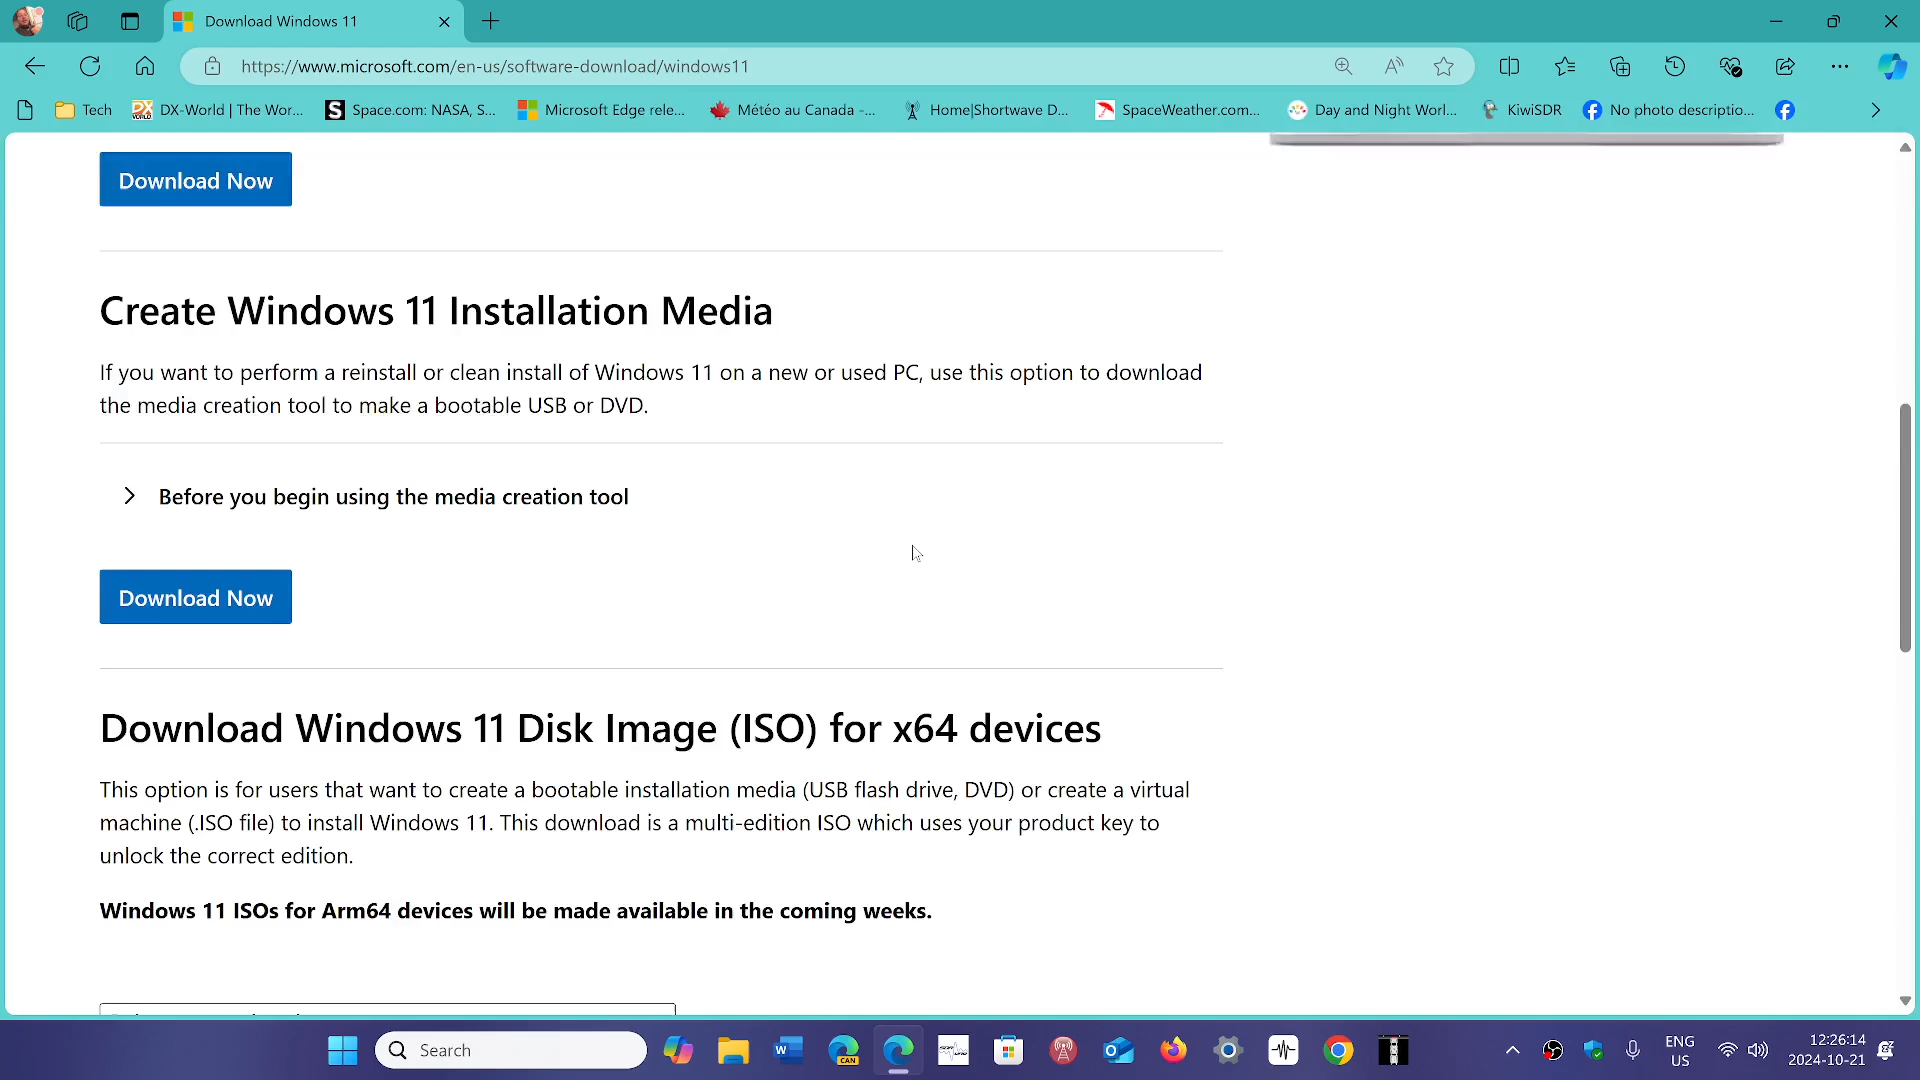 Download Windows 11
https://www.microsoft.com/en-us/software-download/windows11
Tech
DX-World | The Wor...
Space.com: NASA, S...
Microsoft Edge rele...
Météo au Canada -...
Home|Shortwave D...
SpaceWeather.com...
Day and Night Worl...
KiwiSDR
No photo descriptio...
Download Now
Create Windows 11 Installation Media
If you want to perform a reinstall or clean install of Windows 11 on a new or used PC, use this option to download
the media creation tool to make a bootable USB or DVD.
Before you begin using the media creation tool
Download Now
Download Windows 11 Disk Image (ISO) for x64 devices
This option is for users that want to create a bootable installation media (USB flash drive, DVD) or create a virtual
machine (.ISO file) to install Windows 11. This download is a multi-edition ISO which uses your product key to
unlock the correct edition.
Windows 11 ISOs for Arm64 devices will be made available in the coming weeks.
Search
CAN
ENG
US
12:26:14
2024-10-21